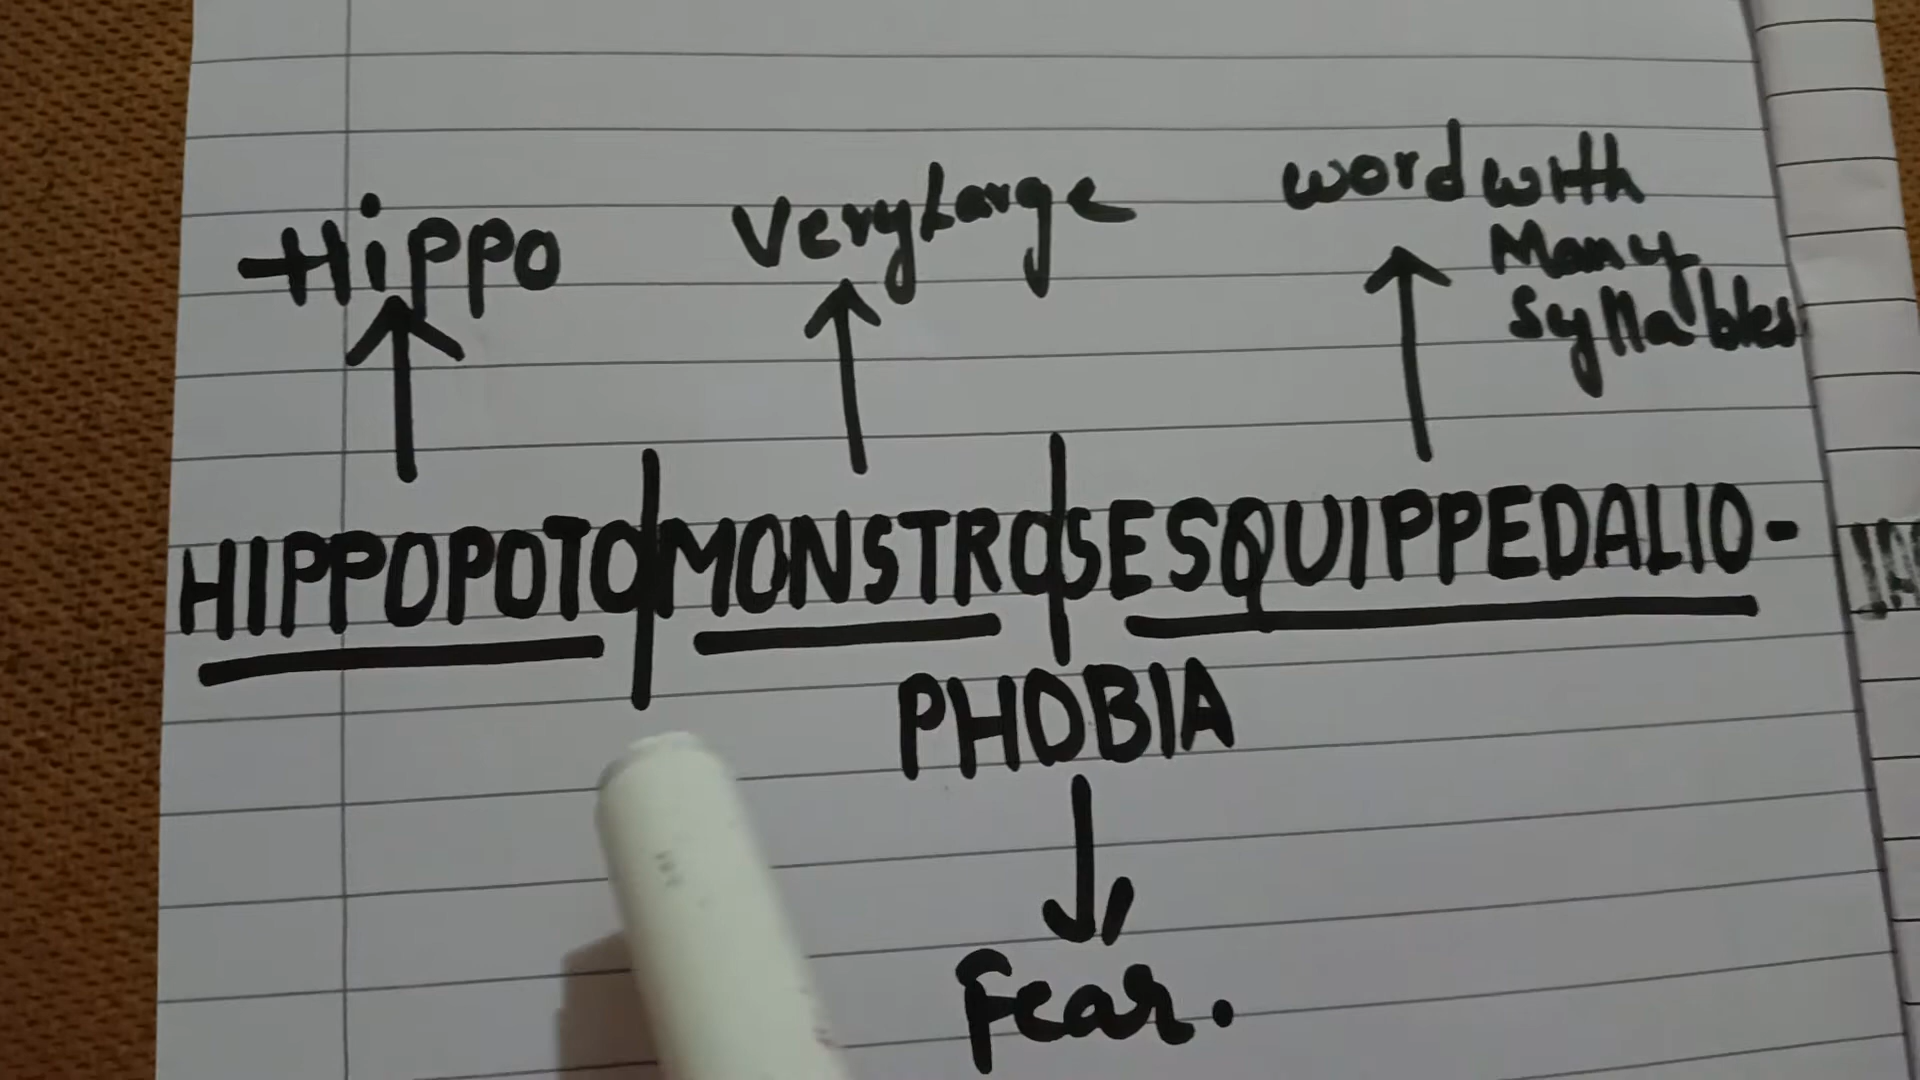 Hippo
Very Large
word with
Many
Syllables
HIPPOPOTOMONSTROSESQUIPPEDALIO-
PHOBIA
Fear.